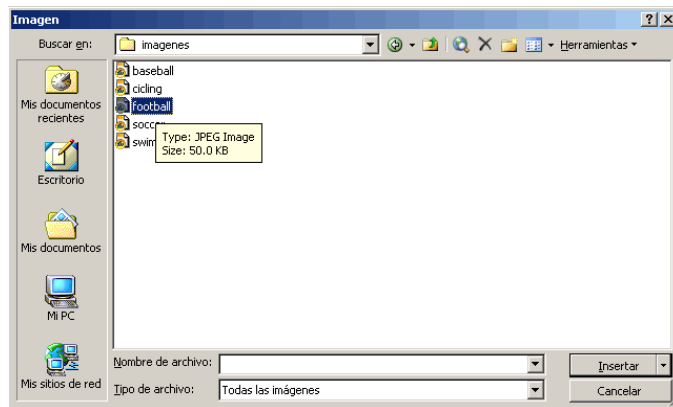 Imagen
Buscar en:
imagenes
Herramientas
baseball
cicling
football
soccer
swim
Type: JPEG Image
Size: 50.0 KB
Mis documentos
recientes
Escritorio
Mis documentos
Mi PC
Mis sitios de red
Nombre de archivo:
Insertar
Tipo de archivo:
Todas las imágenes
Cancelar